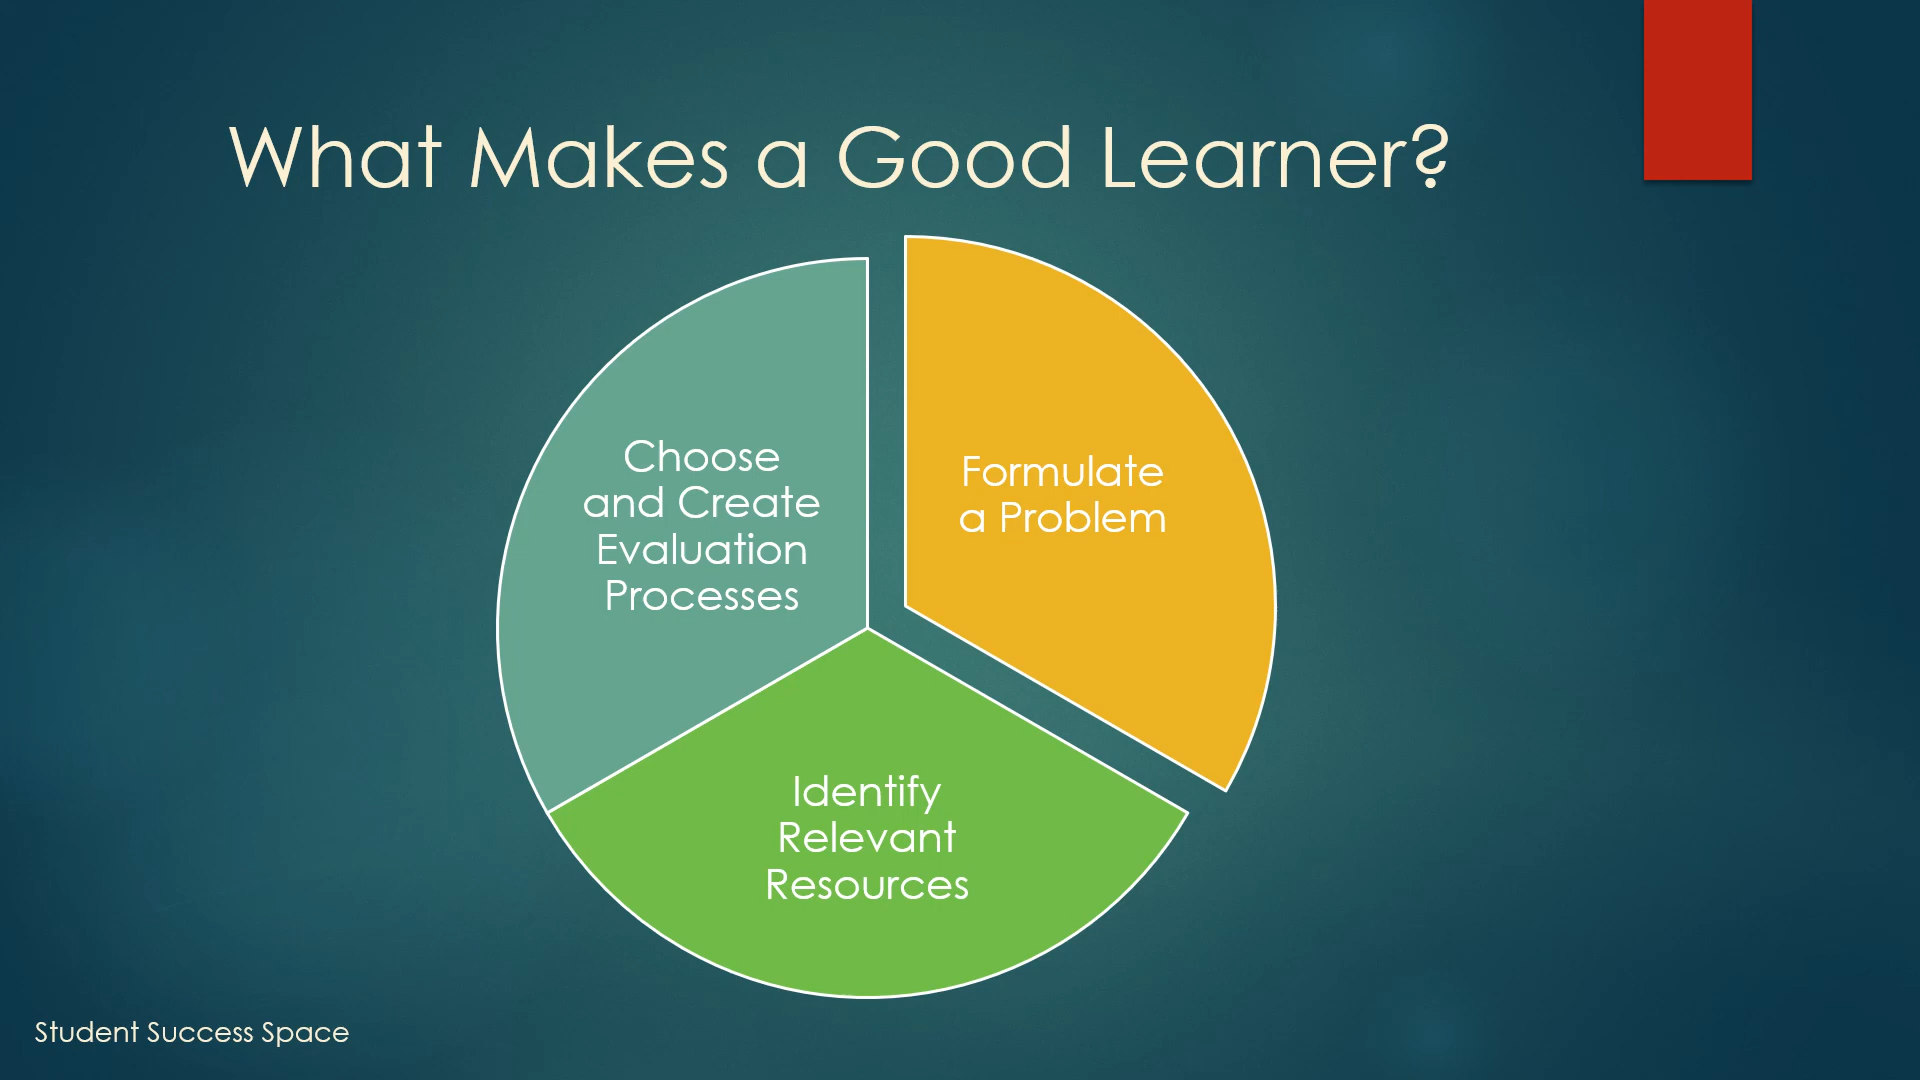 What Makes a Good Learner?
Choose
and Create
Evaluation
Processes
Formulate
a Problem
Identify
Relevant
Resources
Student Success Space